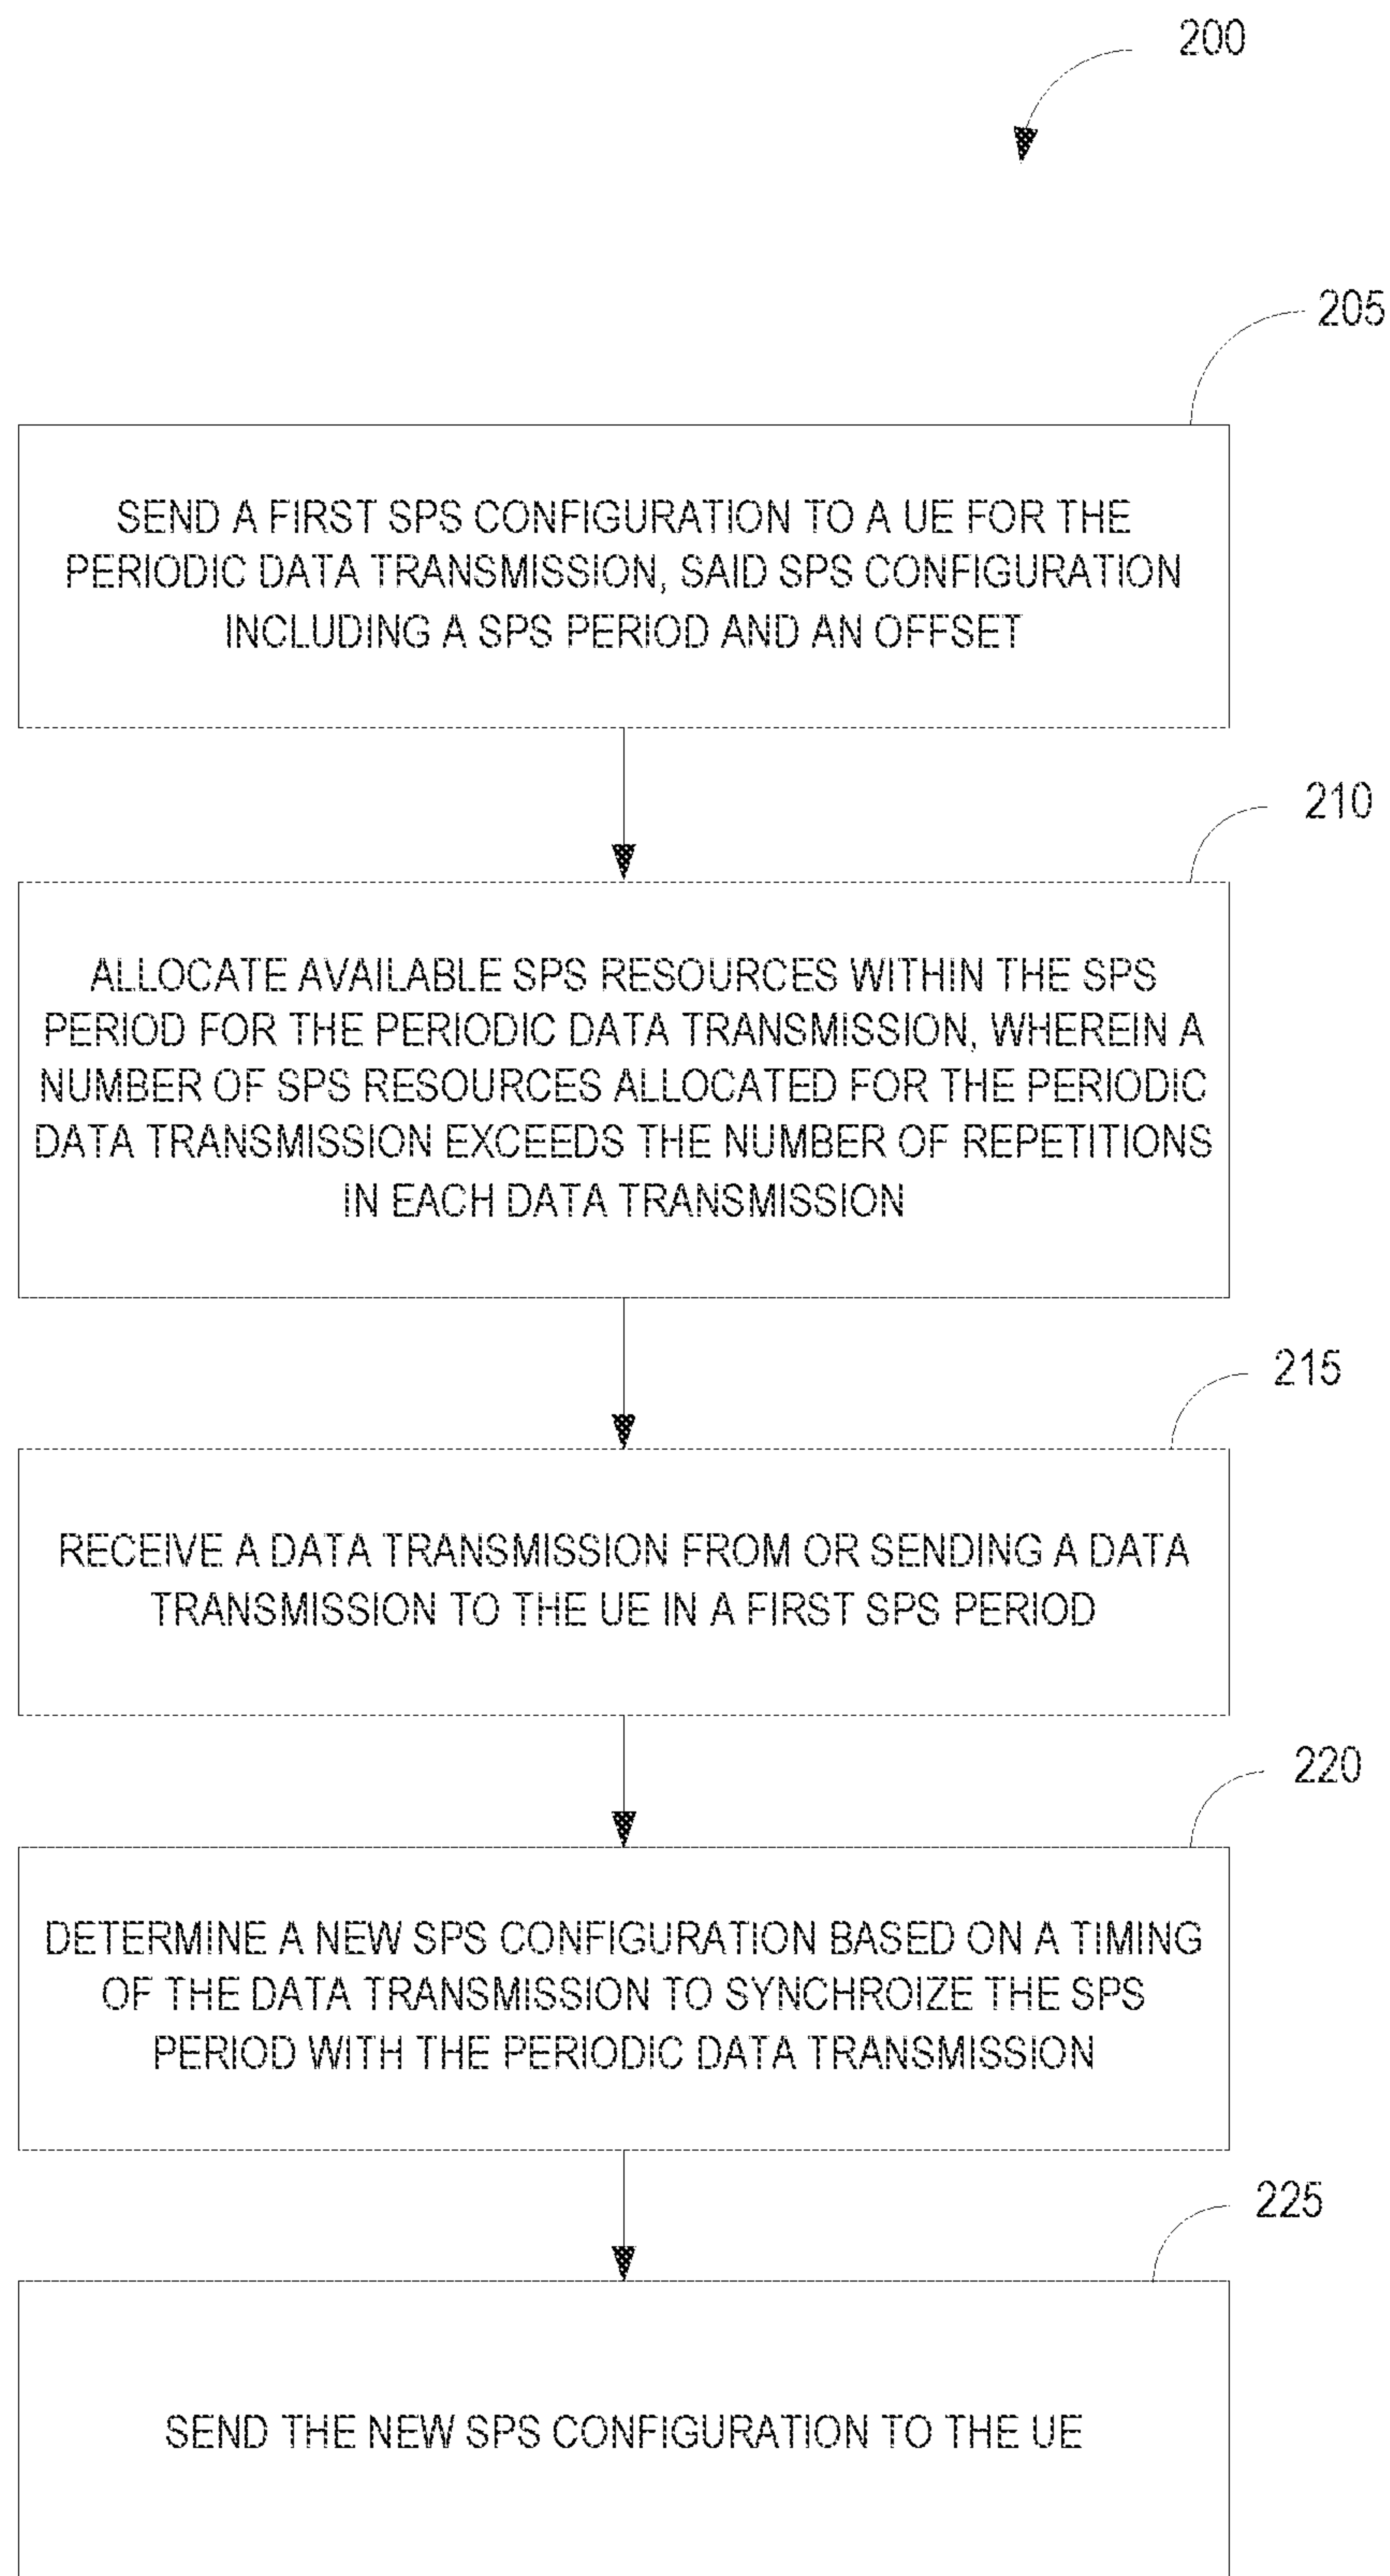 200
205
SEND A FIRST SPS CONFIGURATION TO A UE FOR THE
PERIODIC DATA TRANSMISSION, SAID SPS CONFIGURATION
INCLUDING A SPS PERIOD AND AN OFFSET
210
ALLOCATE AVAILABLE SPS RESOURCES WITHIN THE SPS
PERIOD FOR THE PERIODIC DATA TRANSMISSION, WHEREIN A
NUMBER OF SPS RESOURCES ALLOCATED FOR THE PERIODIC
DATA TRANSMISSION EXCEEDS THE NUMBER OF REPETITIONS
IN EACH DATA TRANSMISSION
215
RECEIVE A DATA TRANSMISSION FROM OR SENDING A DATA
TRANSMISSION TO THE UE IN A FIRST SPS PERIOD
220
DETERMINE A NEW SPS CONFIGURATION BASED ON A TIMING
OF THE DATA TRANSMISSION TO SYNCHROIZE THE SPS
PERIOD WITH THE PERIODIC DATA TRANSMISSION
225
SEND THE NEW SPS CONFIGURATION TO THE UE